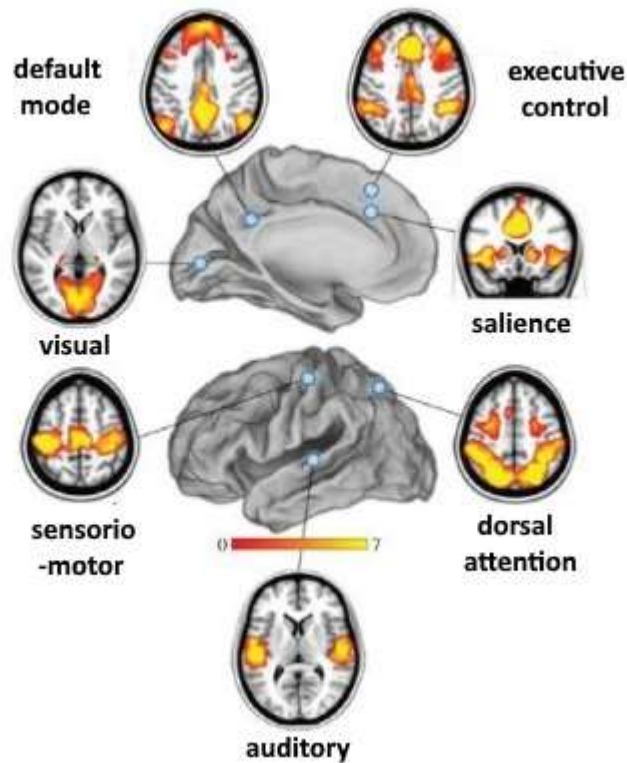 default
mode
executive
control
visual
salience
sensorio
-motor
0 7
dorsal
attention
auditory